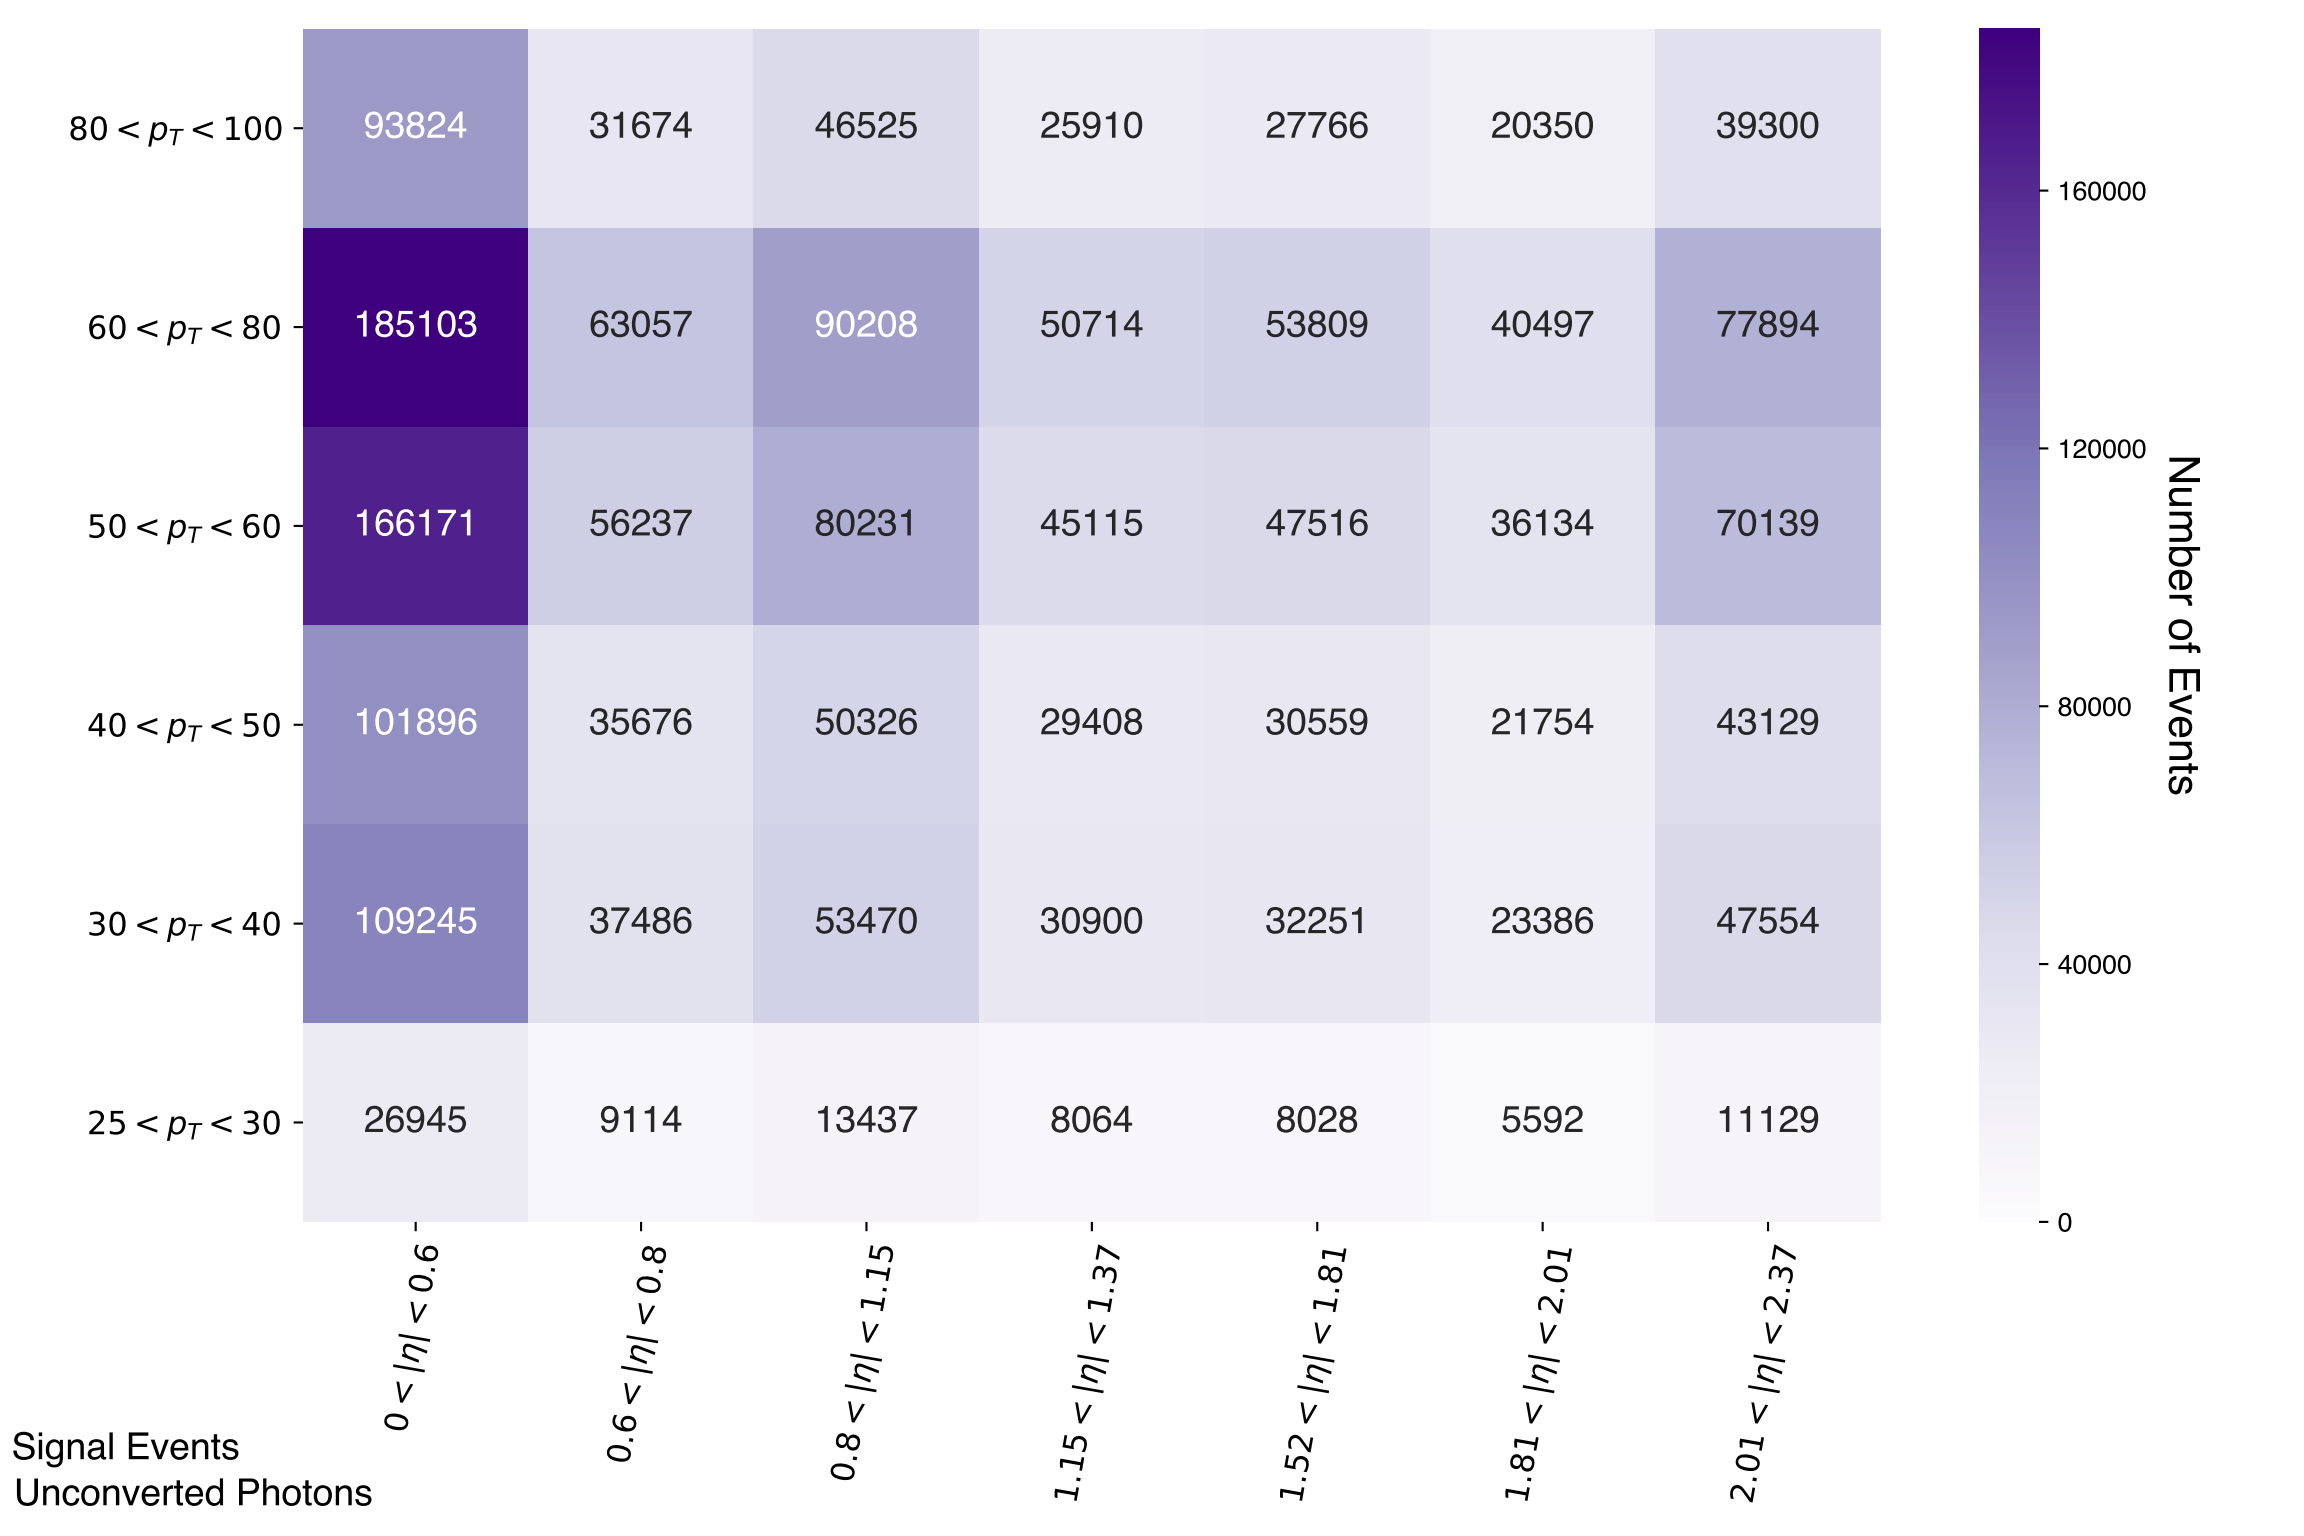 80 < p_T < 100 93824 31674 46525 25910 27766 20350 39300
60 < p_T < 80 185103 63057 90208 50714 53809 40497 77894
50 < p_T < 60 166171 56237 80231 45115 47516 36134 70139
40 < p_T < 50 101896 35676 50326 29408 30559 21754 43129
30 < p_T < 40 109245 37486 53470 30900 32251 23386 47554
25 < p_T < 30 26945 9114 13437 8064 8028 5592 11129
0 < |η| < 0.6
0.6 < |η| < 0.8
0.8 < |η| < 1.15
1.15 < |η| < 1.37
1.52 < |η| < 1.81
1.81 < |η| < 2.01
2.01 < |η| < 2.37
160000
120000
80000
40000
0
Number of Events
Signal Events
Unconverted Photons